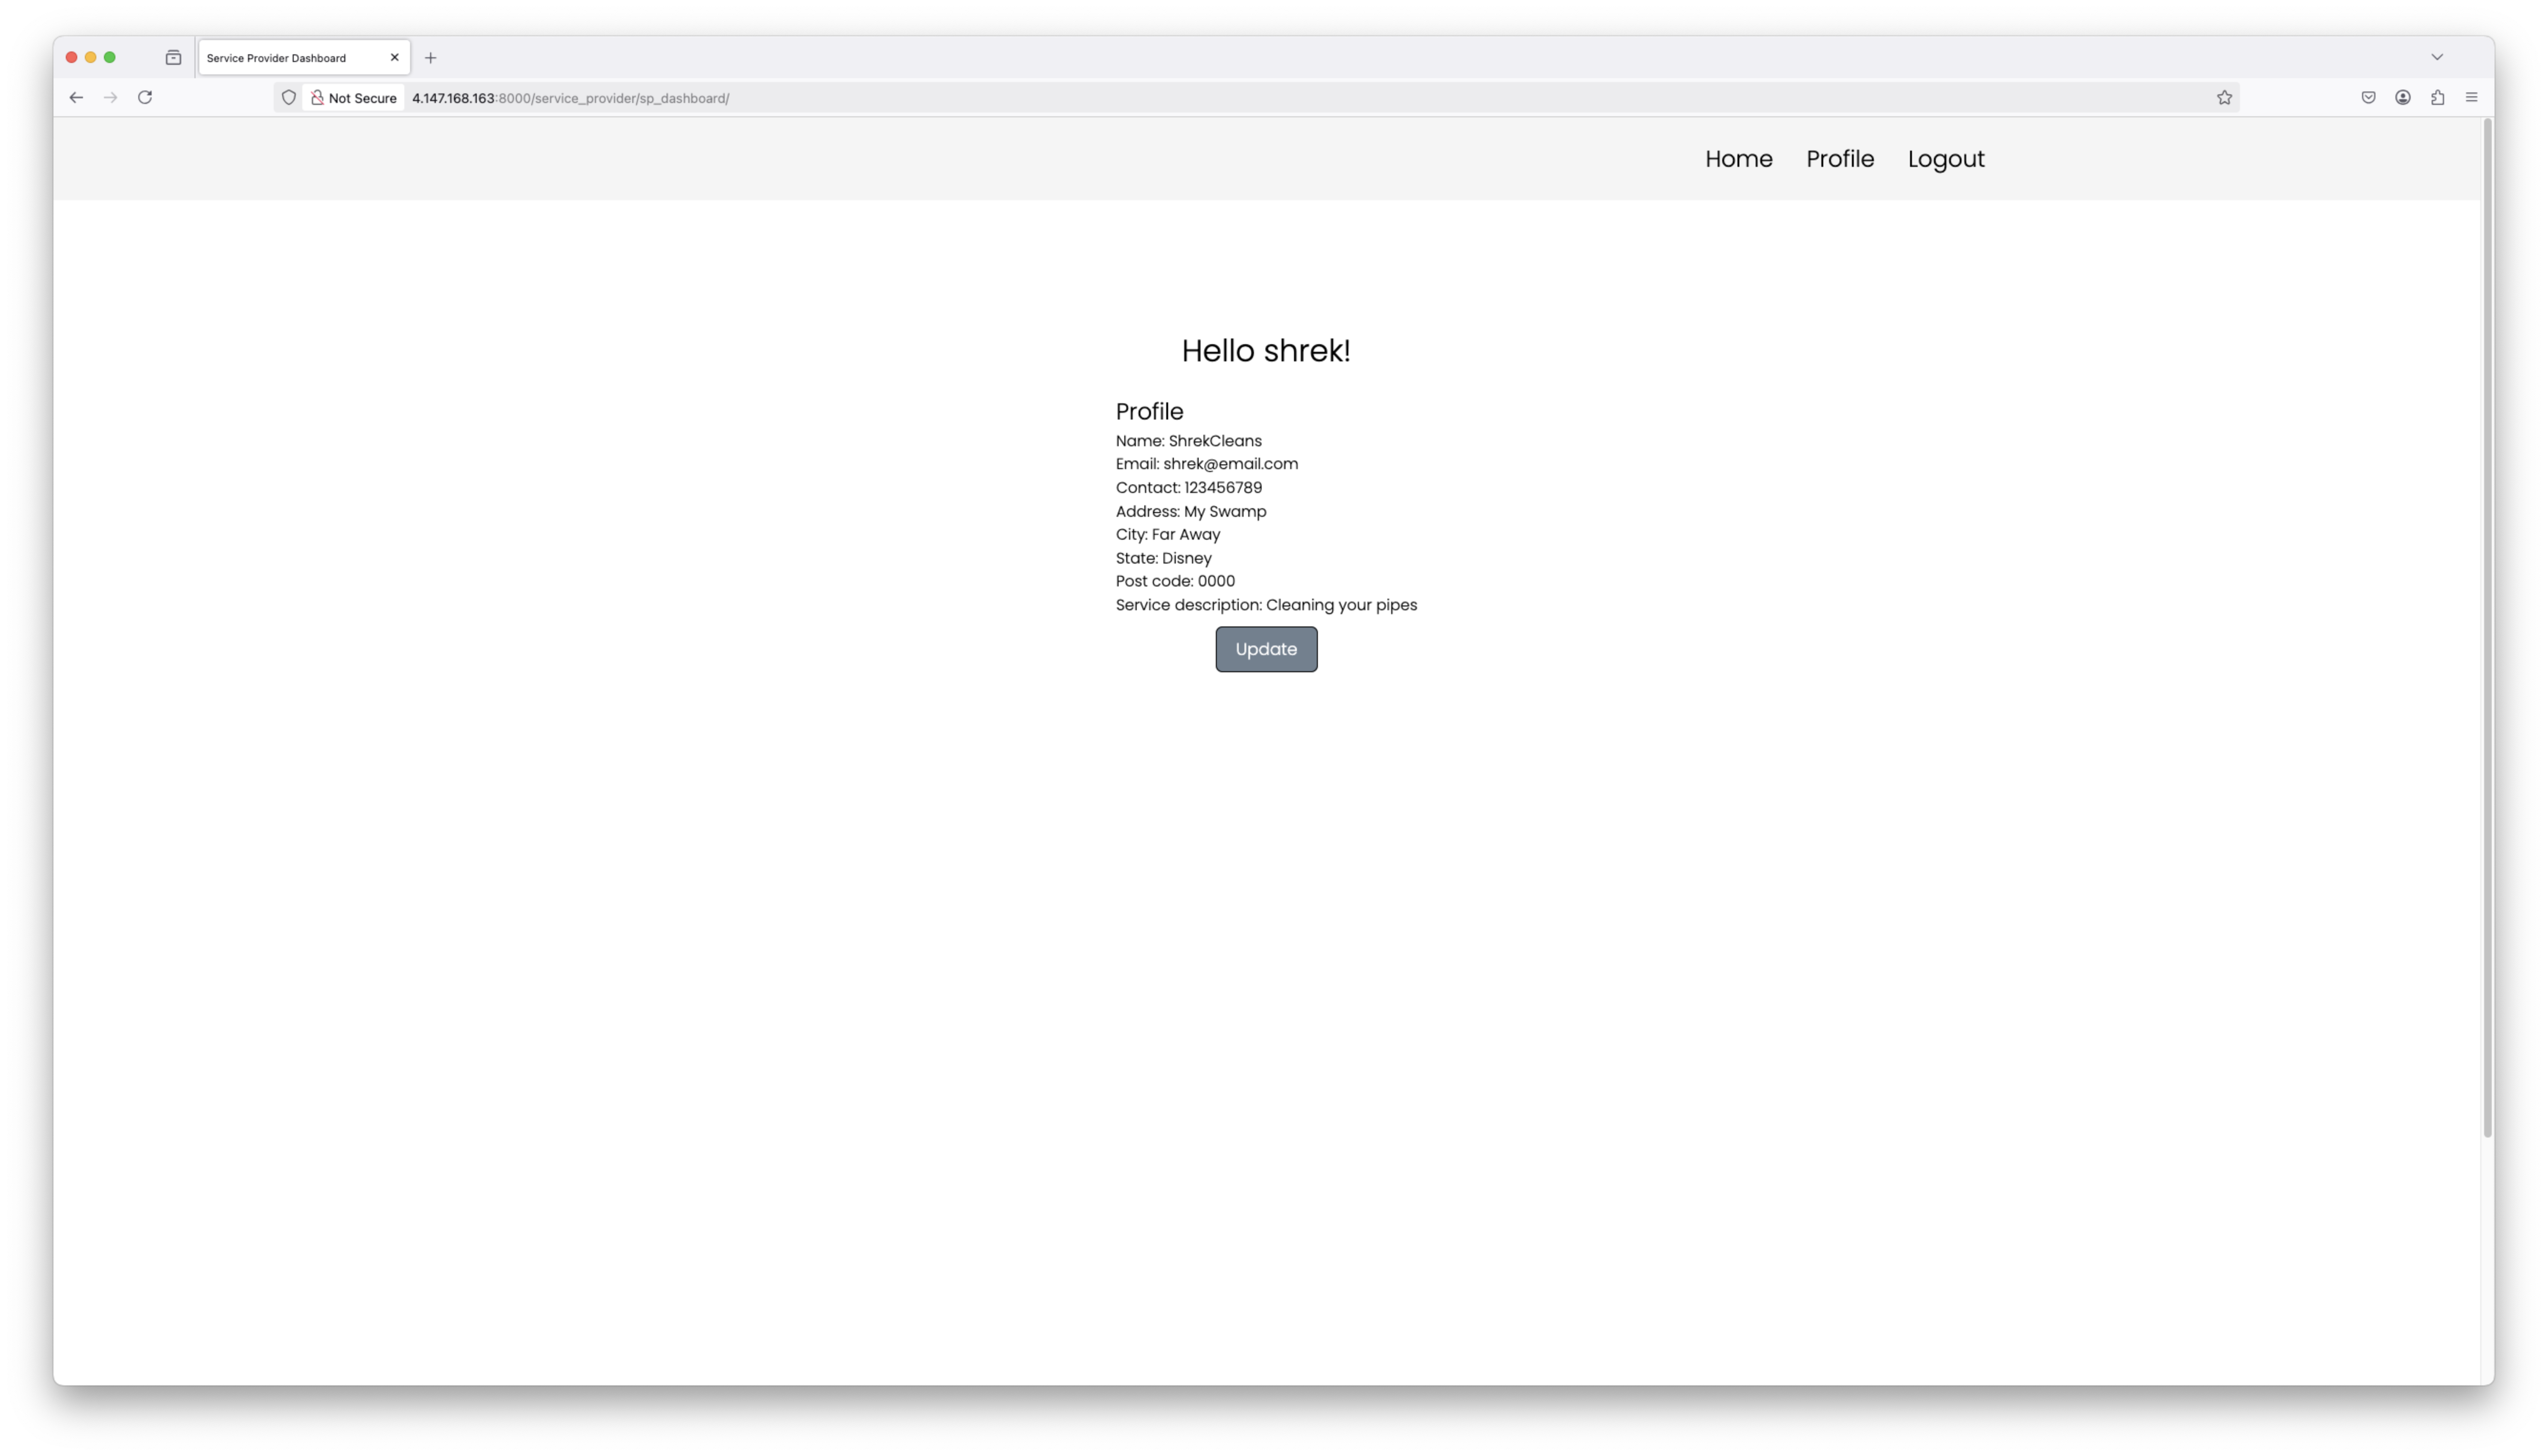 Service Provider Dashboard
Not Secure 4.147.168.163:8000/service_provider/sp_dashboard/
Home Profile Logout
Hello shrek!
Profile
Name: ShrekCleans
Email: shrek@email.com
Contact: 123456789
Address: My Swamp
City: Far Away
State: Disney
Post code: 0000
Service description: Cleaning your pipes
Update